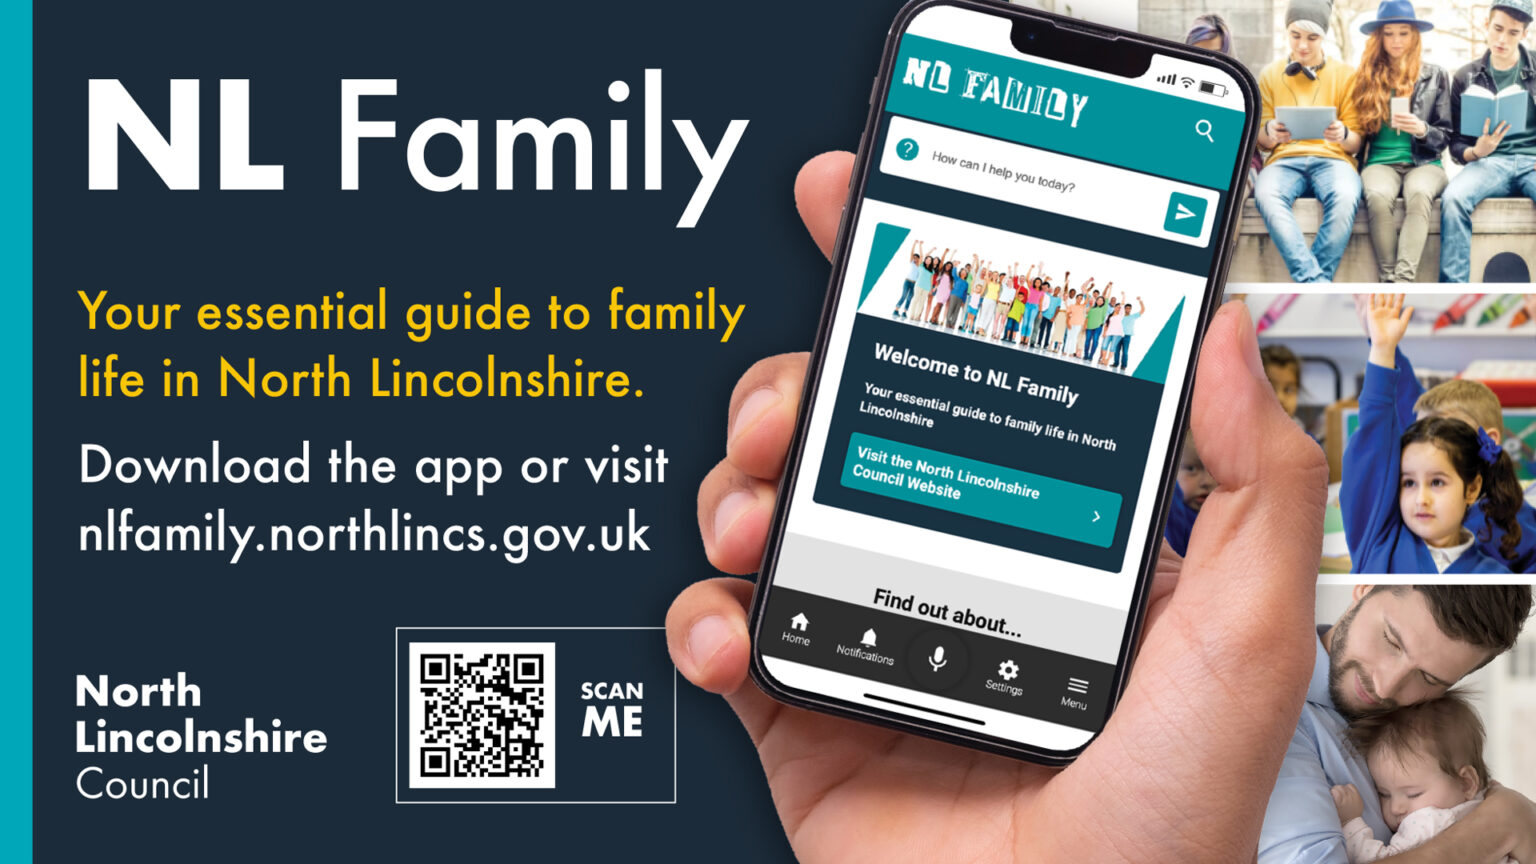 NL Family
Your essential guide to family
life in North Lincolnshire.
Download the app or visit
nlfamily.northlincs.gov.uk
North
Lincolnshire
Council
SCAN
ME
NL FAMILY
How can I help you today?
Welcome to NL Family
Your essential guide to family life in North
Lincolnshire
Visit the North Lincolnshire
Council Website
Find out about...
Home
Notifications
Settings
Menu